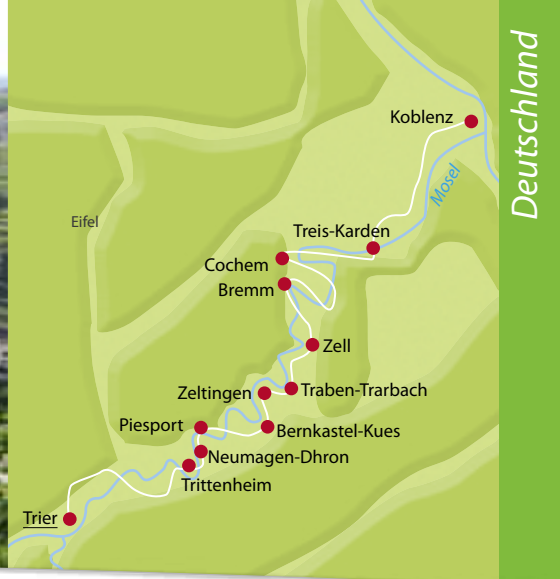 Deutschland
Koblenz
Mosel
Eifel
Treis-Karden
Cochem
Bremm
Zell
Zeltingen
Traben-Trarbach
Piesport
Bernkastel-Kues
Neumagen-Dhron
Trittenheim
Trier